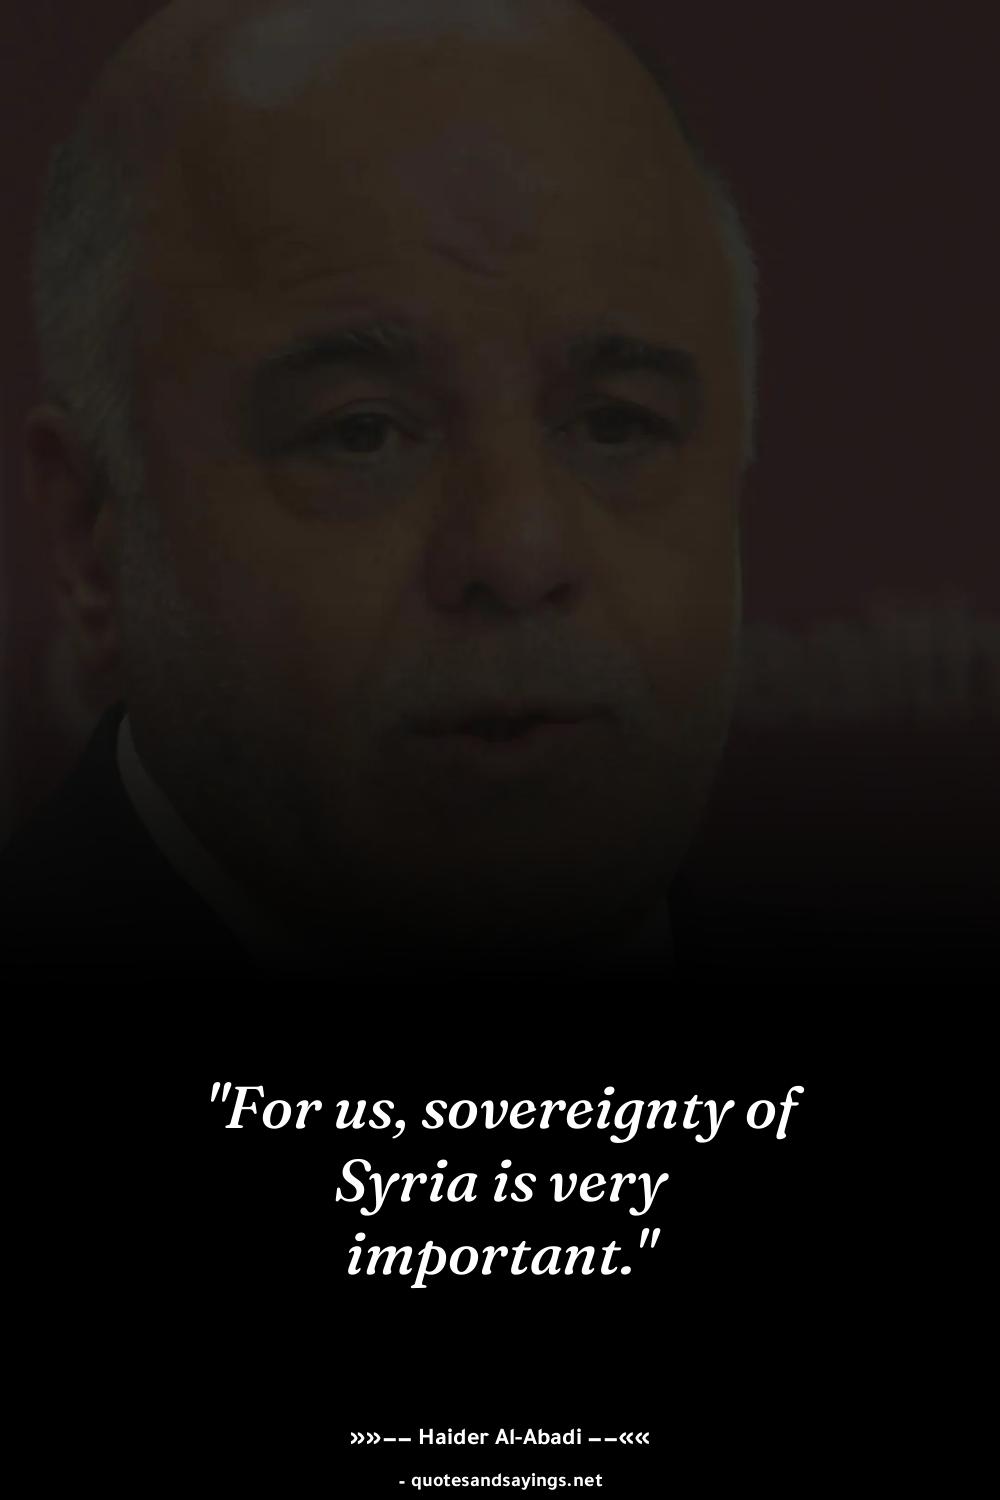 "For us, sovereignty of
Syria is very
important."
»»−− Haider Al-Abadi −−««
- quotesandsayings.net